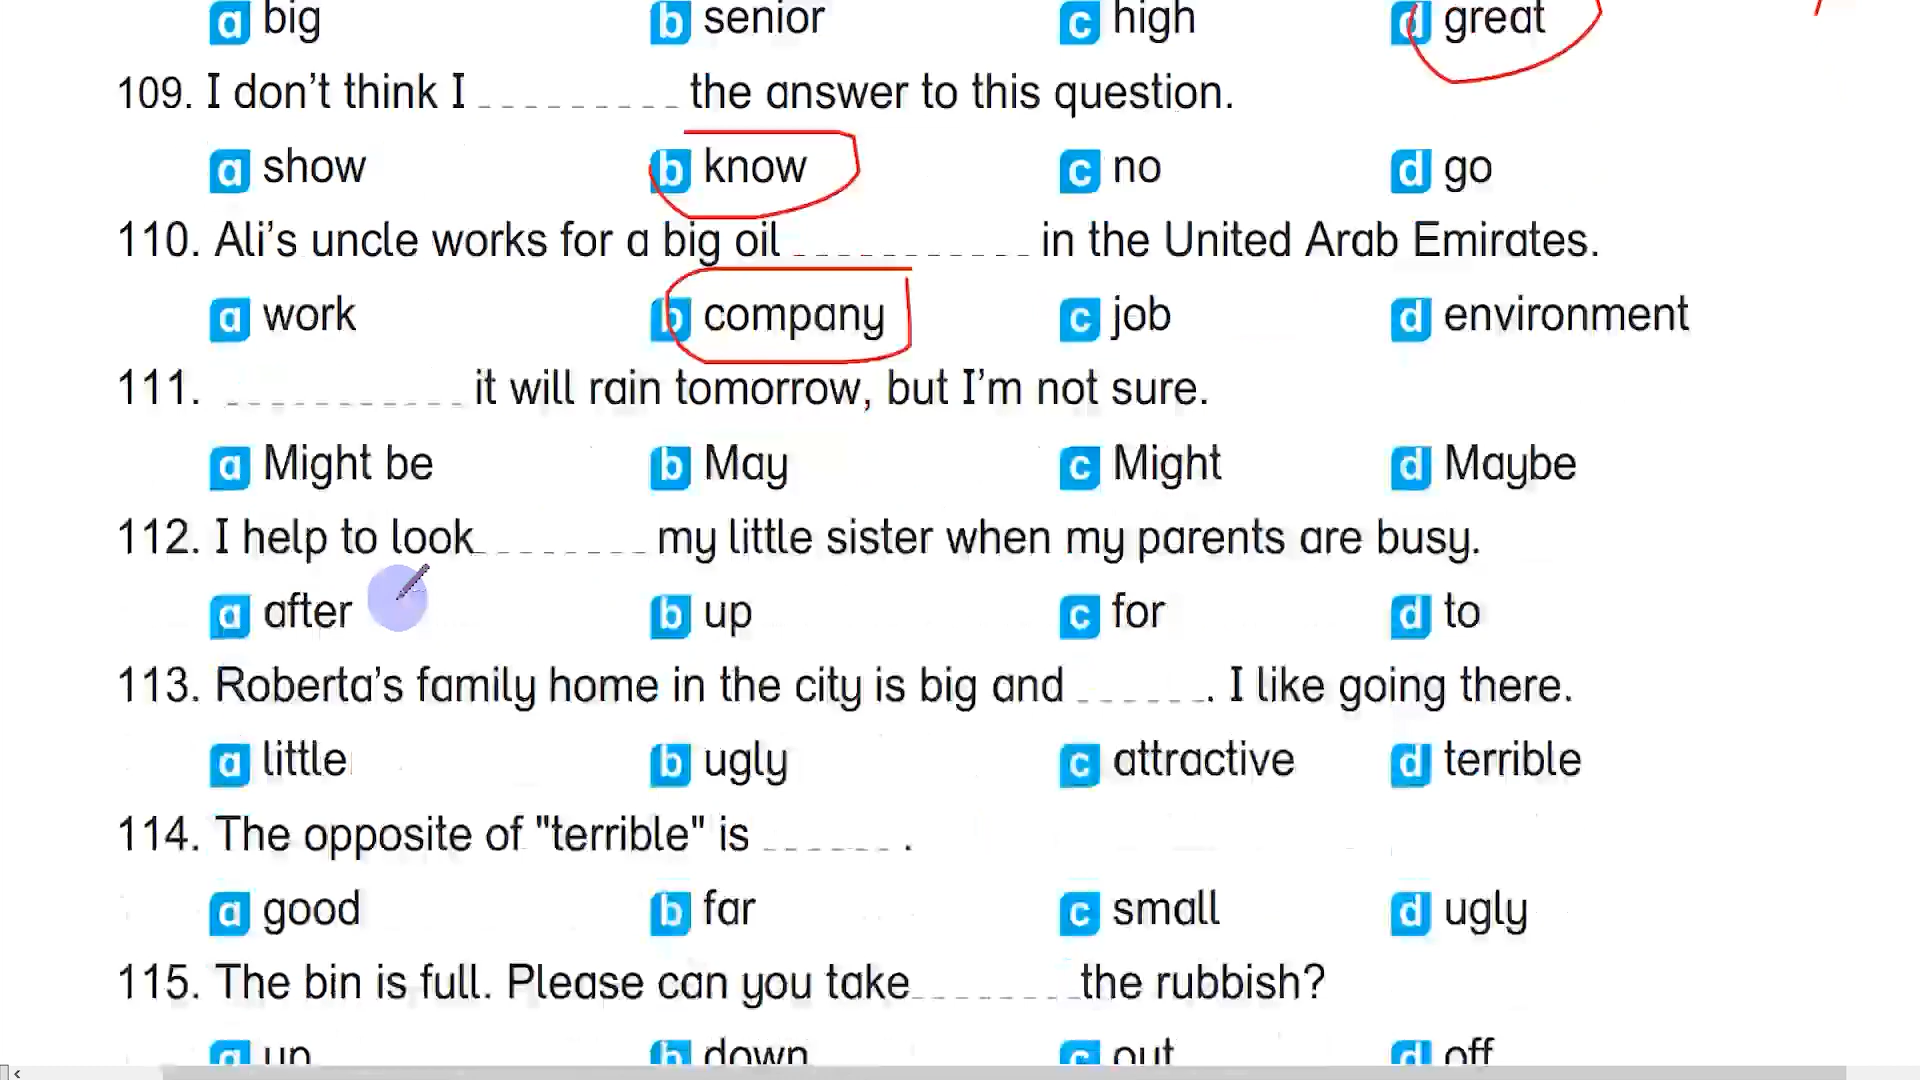 a big b senior c high d great
109. I don't think I _________ the answer to this question.
a show b know c no d go
110. Ali's uncle works for a big oil ___________ in the United Arab Emirates.
a work b company c job d environment
111. ___________ it will rain tomorrow, but I'm not sure.
a Might be b May c Might d Maybe
112. I help to look ________ my little sister when my parents are busy.
a after b up c for d to
113. Roberta's family home in the city is big and ______. I like going there.
a little b ugly c attractive d terrible
114. The opposite of "terrible" is ______.
a good b far c small d ugly
115. The bin is full. Please can you take ________ the rubbish?
a up b down c out d off